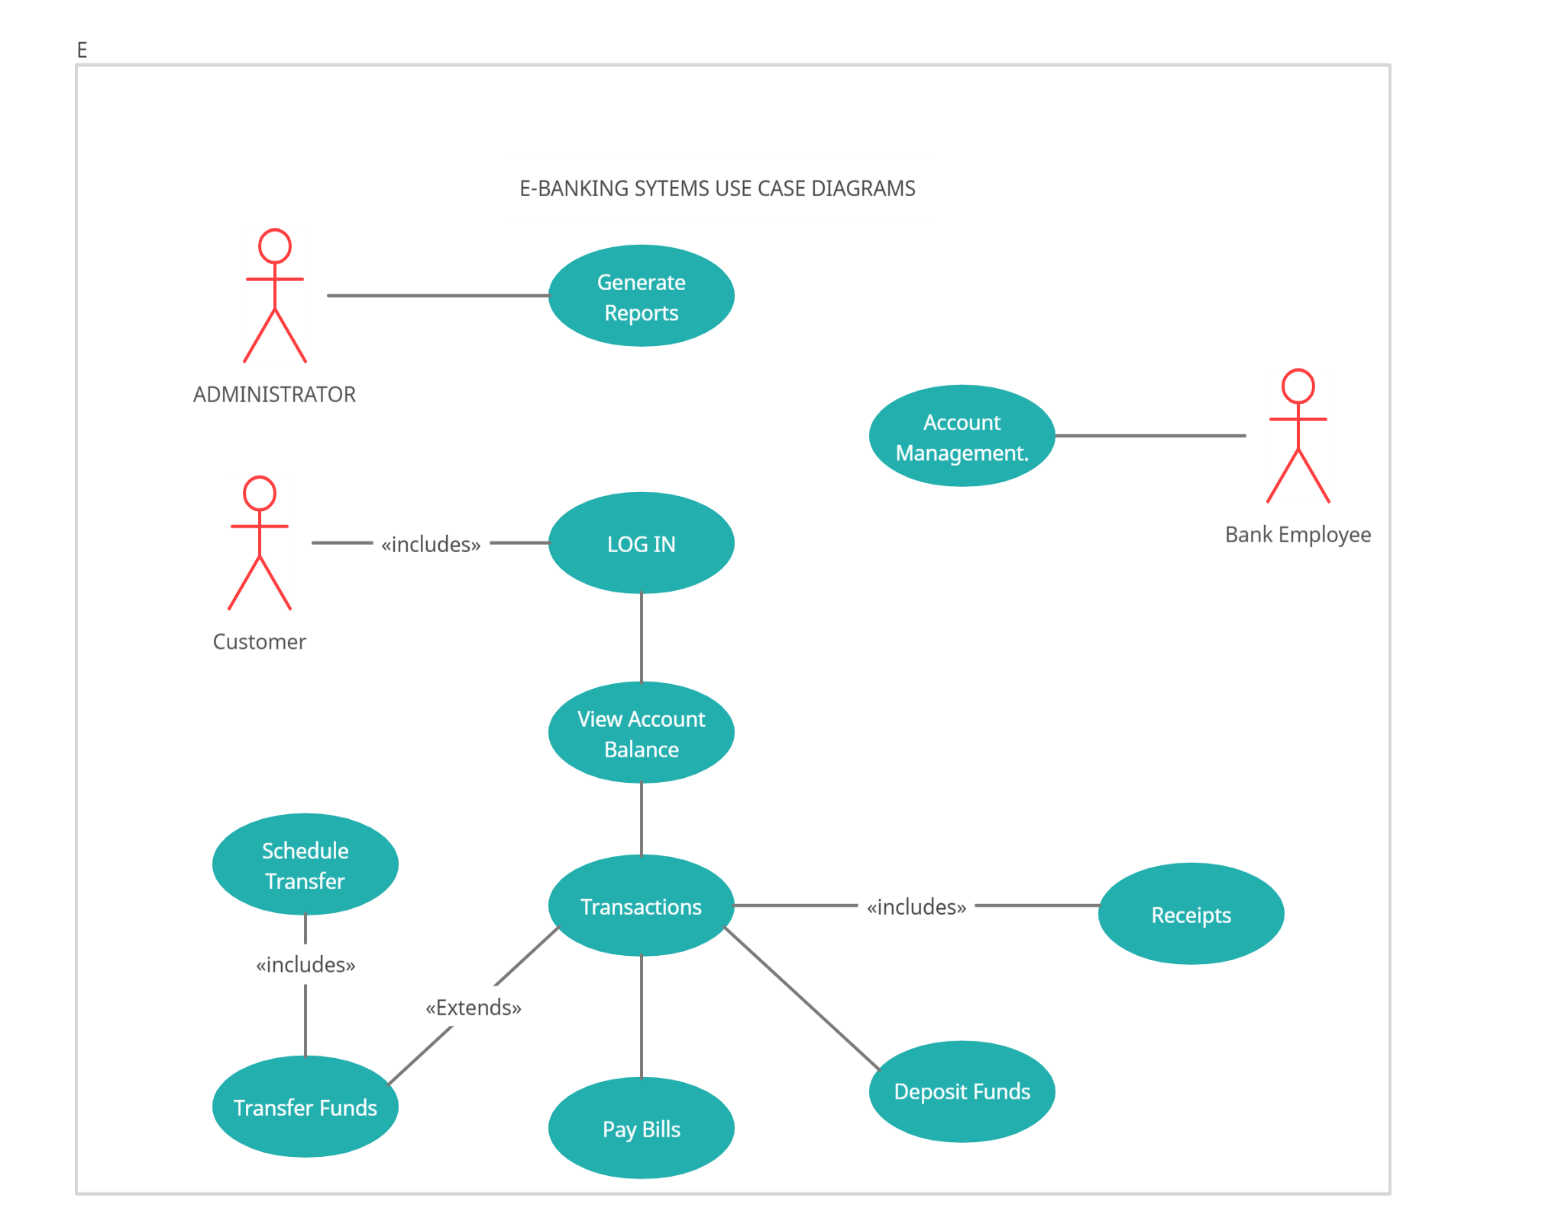 E
E-BANKING SYTEMS USE CASE DIAGRAMS
Generate
Reports
ADMINISTRATOR
Account
Management.
Bank Employee
«includes»
LOG IN
Customer
View Account
Balance
Schedule
Transfer
Transactions
«includes»
Receipts
«includes»
«Extends»
Transfer Funds
Pay Bills
Deposit Funds